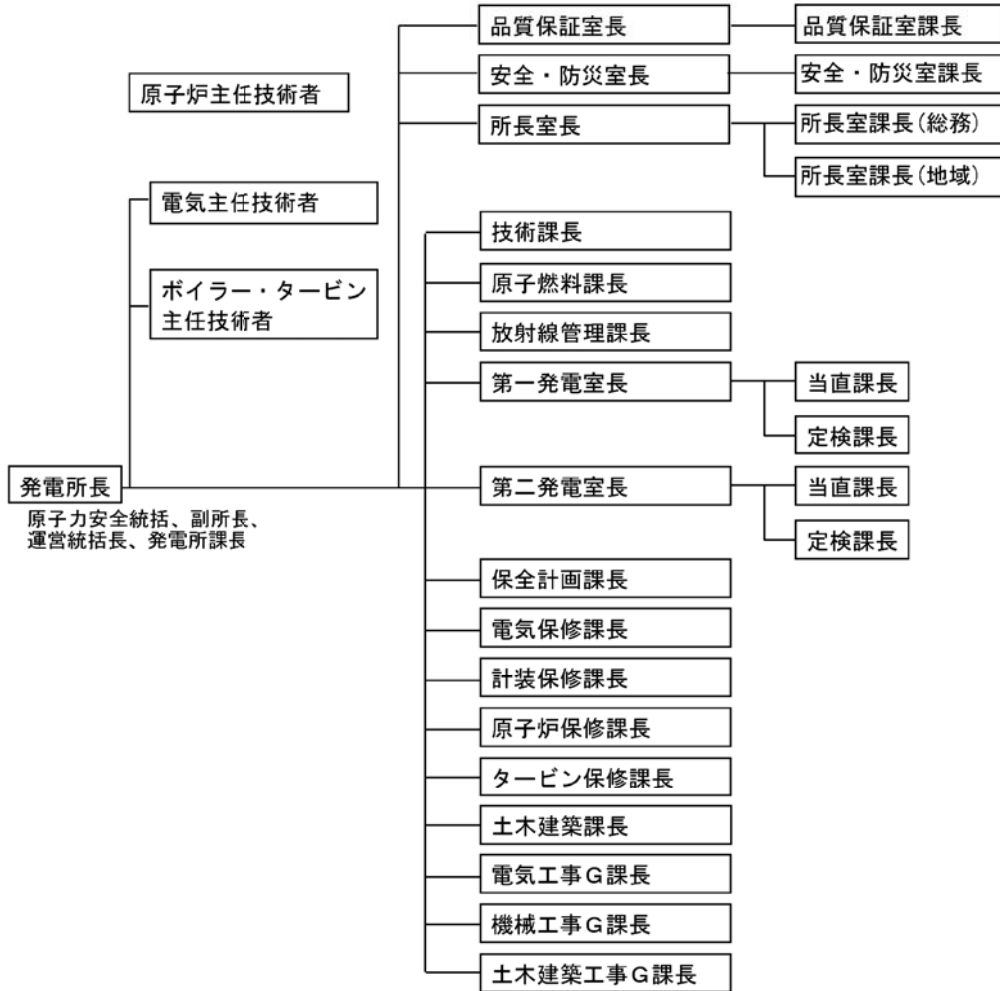 原子炉主任技術者
電気主任技術者
ボイラー・タービン
主任技術者
発電所長
原子力安全統括、副所長、
運営統括長、発電所課長
品質保証室長
品質保証室課長
安全・防災室長
安全・防災室課長
所長室長
所長室課長(総務)
所長室課長(地域)
技術課長
原子燃料課長
放射線管理課長
第一発電室長
当直課長
定検課長
第二発電室長
当直課長
定検課長
保全計画課長
電気保修課長
計装保修課長
原子炉保修課長
タービン保修課長
土木建築課長
電気工事G課長
機械工事G課長
土木建築工事G課長